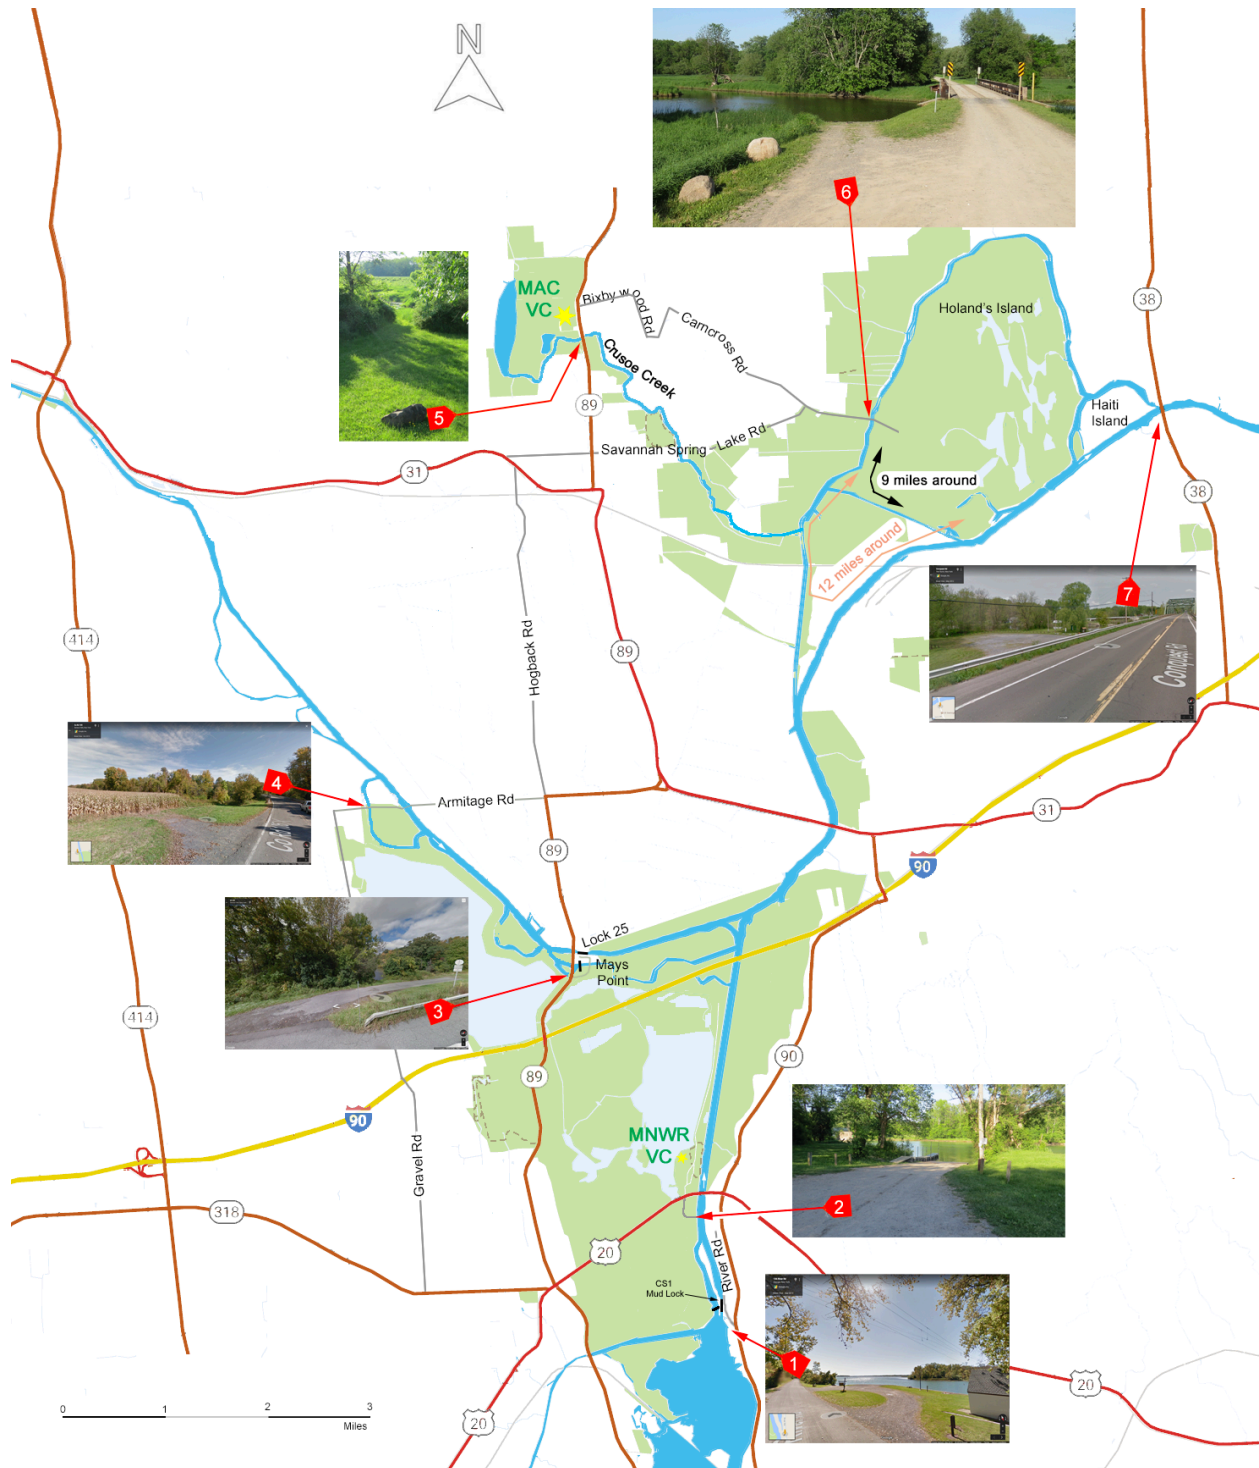 N
6
38
MAC
VC
Bixby wood Rd
Holand's Island
Carncross Rd
Crusoe Creek
5
89
Haiti
Island
Savannah Spring Lake Rd
31
9 miles around
38
12 miles around
7
Conquest Rd
414
Hogback Rd
89
4
Armitage Rd
31
89
90
Lock 25
Mays
Point
3
414
90
89
90
MNWR
VC
Gravel Rd
2
318
20
River Rd
CS1
Mud Lock
1
20
20
0 1 2 3
Miles